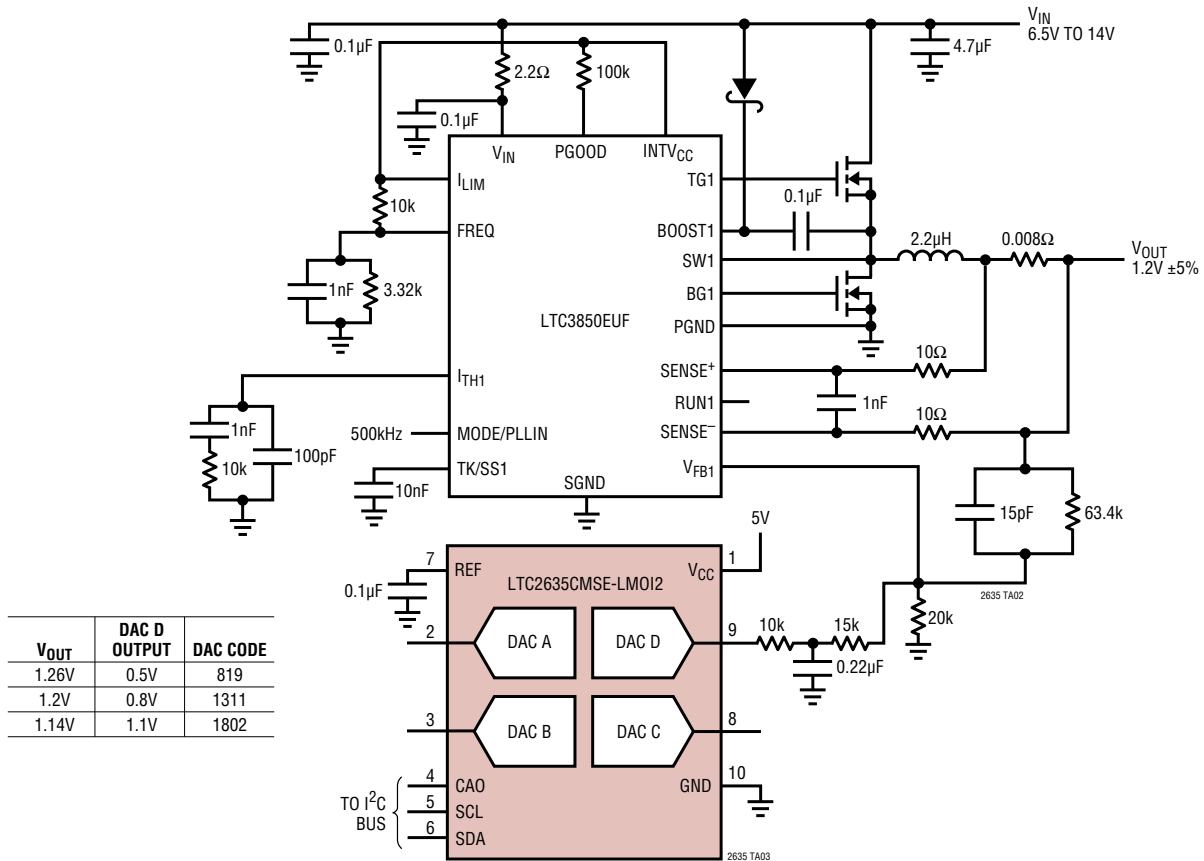 VIN
6.5V TO 14V
0.1µF
2.2Ω
100k
4.7µF
0.1µF
VIN
PGOOD
INTVCC
ILIM
TG1
10k
0.1µF
FREQ
BOOST1
2.2µH
0.008Ω
VOUT
1.2V ±5%
SW1
1nF
3.32k
BG1
LTC3850EUF
PGND
10Ω
SENSE+
ITH1
RUN1
1nF
1nF
10Ω
500kHz
MODE/PLLIN
SENSE–
10k
100pF
TK/SS1
VFB1
10nF
SGND
15pF
63.4k
5V
7
REF
LTC2635CMSE-LMOI2
VCC
1
0.1µF
2635 TA02
20k
2
DAC A
DAC D
9
10k
15k
0.22µF
3
DAC B
DAC C
8
4
CAO
GND
10
TO I2C
BUS
5
SCL
6
SDA
2635 TA03
VOUT DAC D OUTPUT DAC CODE
1.26V 0.5V 819
1.2V 0.8V 1311
1.14V 1.1V 1802